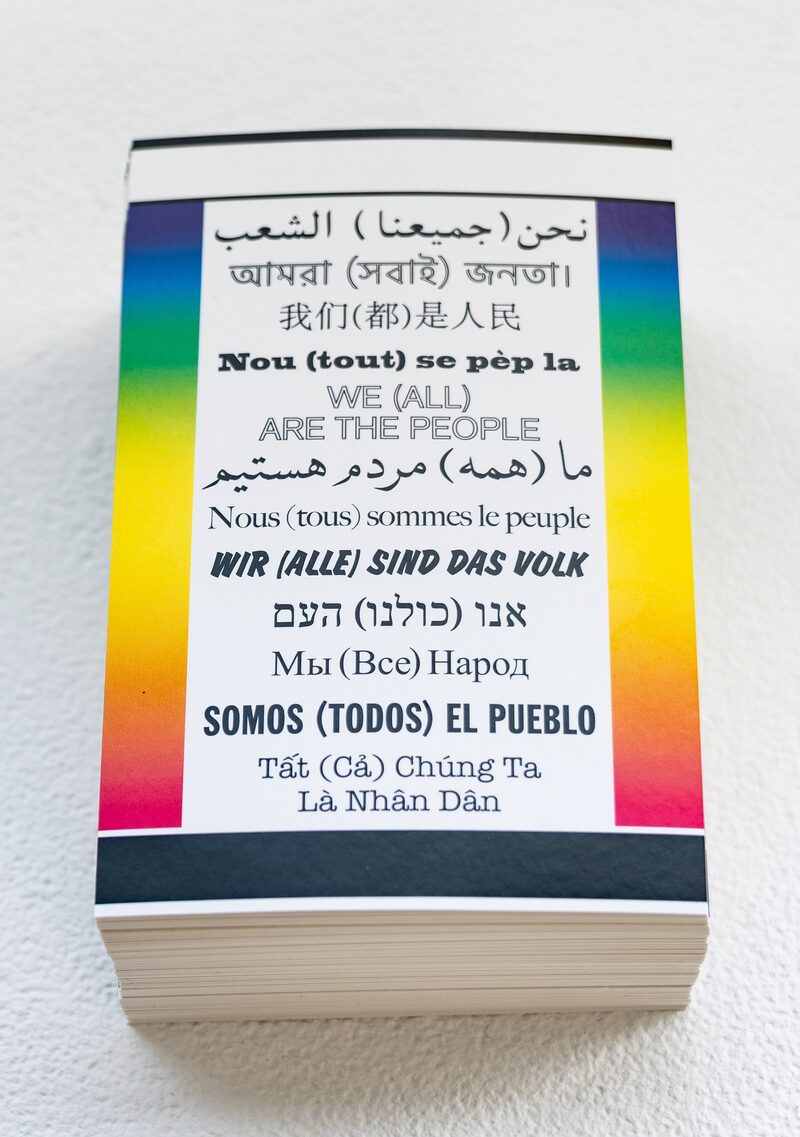 نحن (جميعنا) الشعب
আমরা (সবাই) জনতা।
我们(都)是人民
Nou (tout) se pèp la
WE (ALL)
ARE THE PEOPLE
ما (همه) مردم هستیم
Nous (tous) sommes le peuple
WIR (ALLE) SIND DAS VOLK
אנו (כולנו) העם
Мы (Все) Народ
SOMOS (TODOS) EL PUEBLO
Tất (Cả) Chúng Ta
Là Nhân Dân